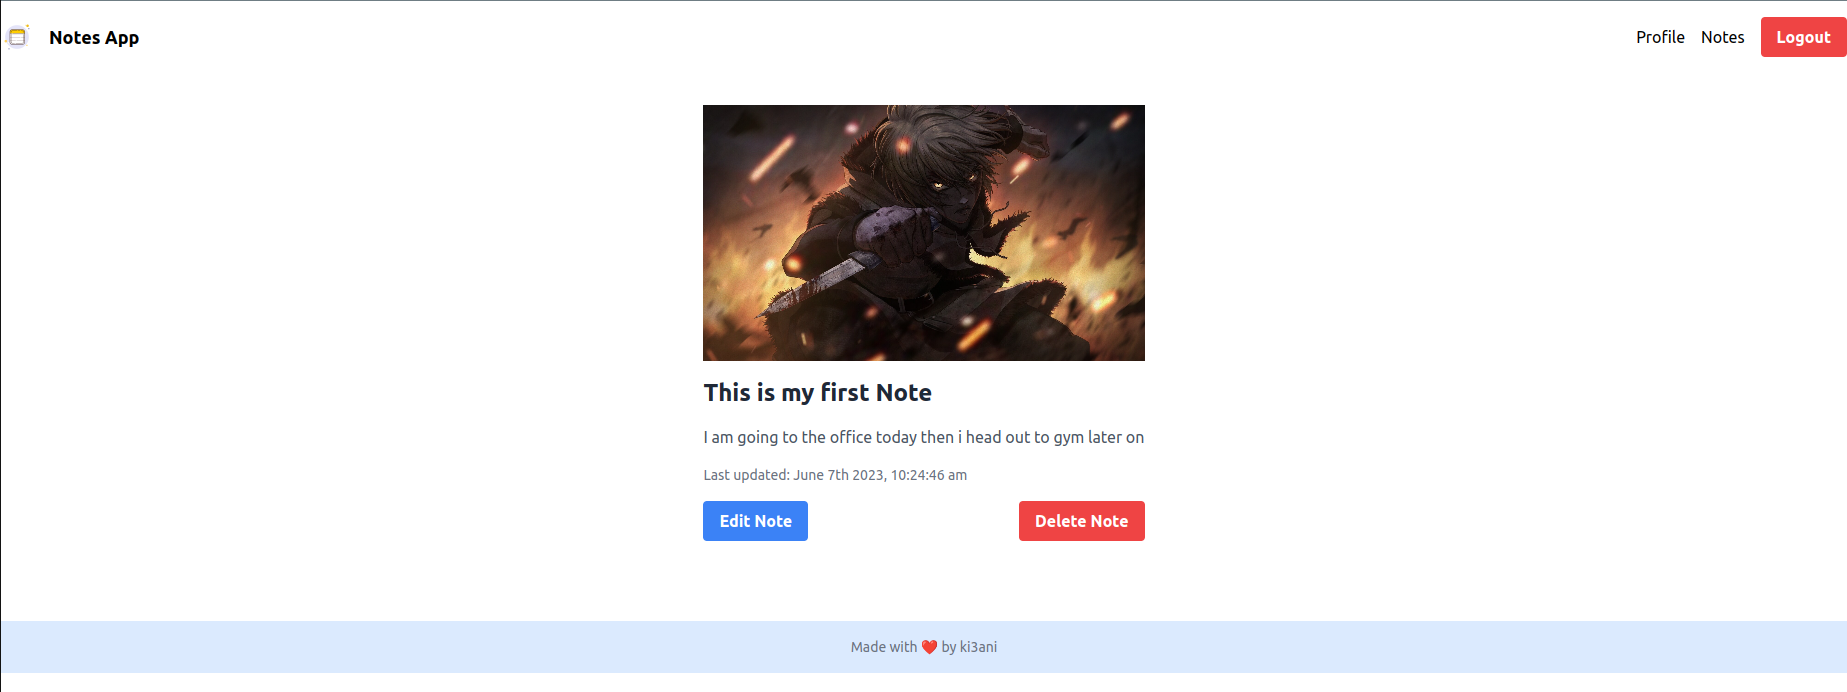 Notes App
Profile
Notes
Logout
This is my first Note
I am going to the office today then i head out to gym later on
Last updated: June 7th 2023, 10:24:46 am
Edit Note
Delete Note
Made with ❤️ by ki3ani